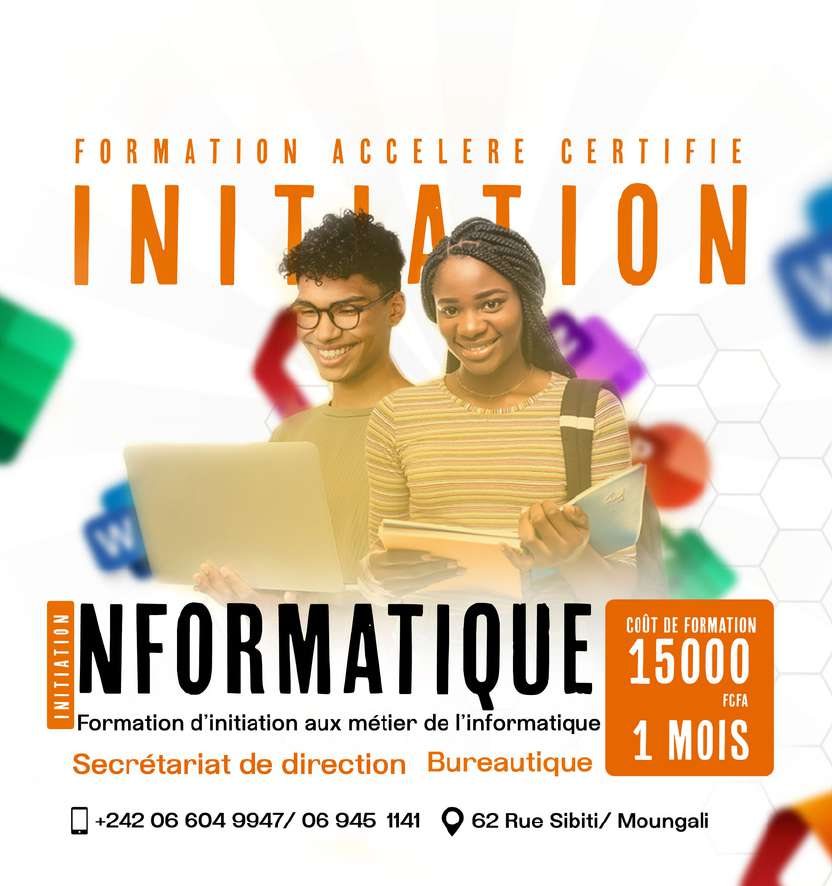 FORMATION ACCELERE CERTIFIE
INITIATION
INITIATION
NFORMATIQUE
Formation d'initiation aux métier de l'informatique
Secrétariat de direction Bureautique
COÛT DE FORMATION
15000
FCFA
1 MOIS
+242 06 604 9947/ 06 945 1141
62 Rue Sibiti/ Moungali
W